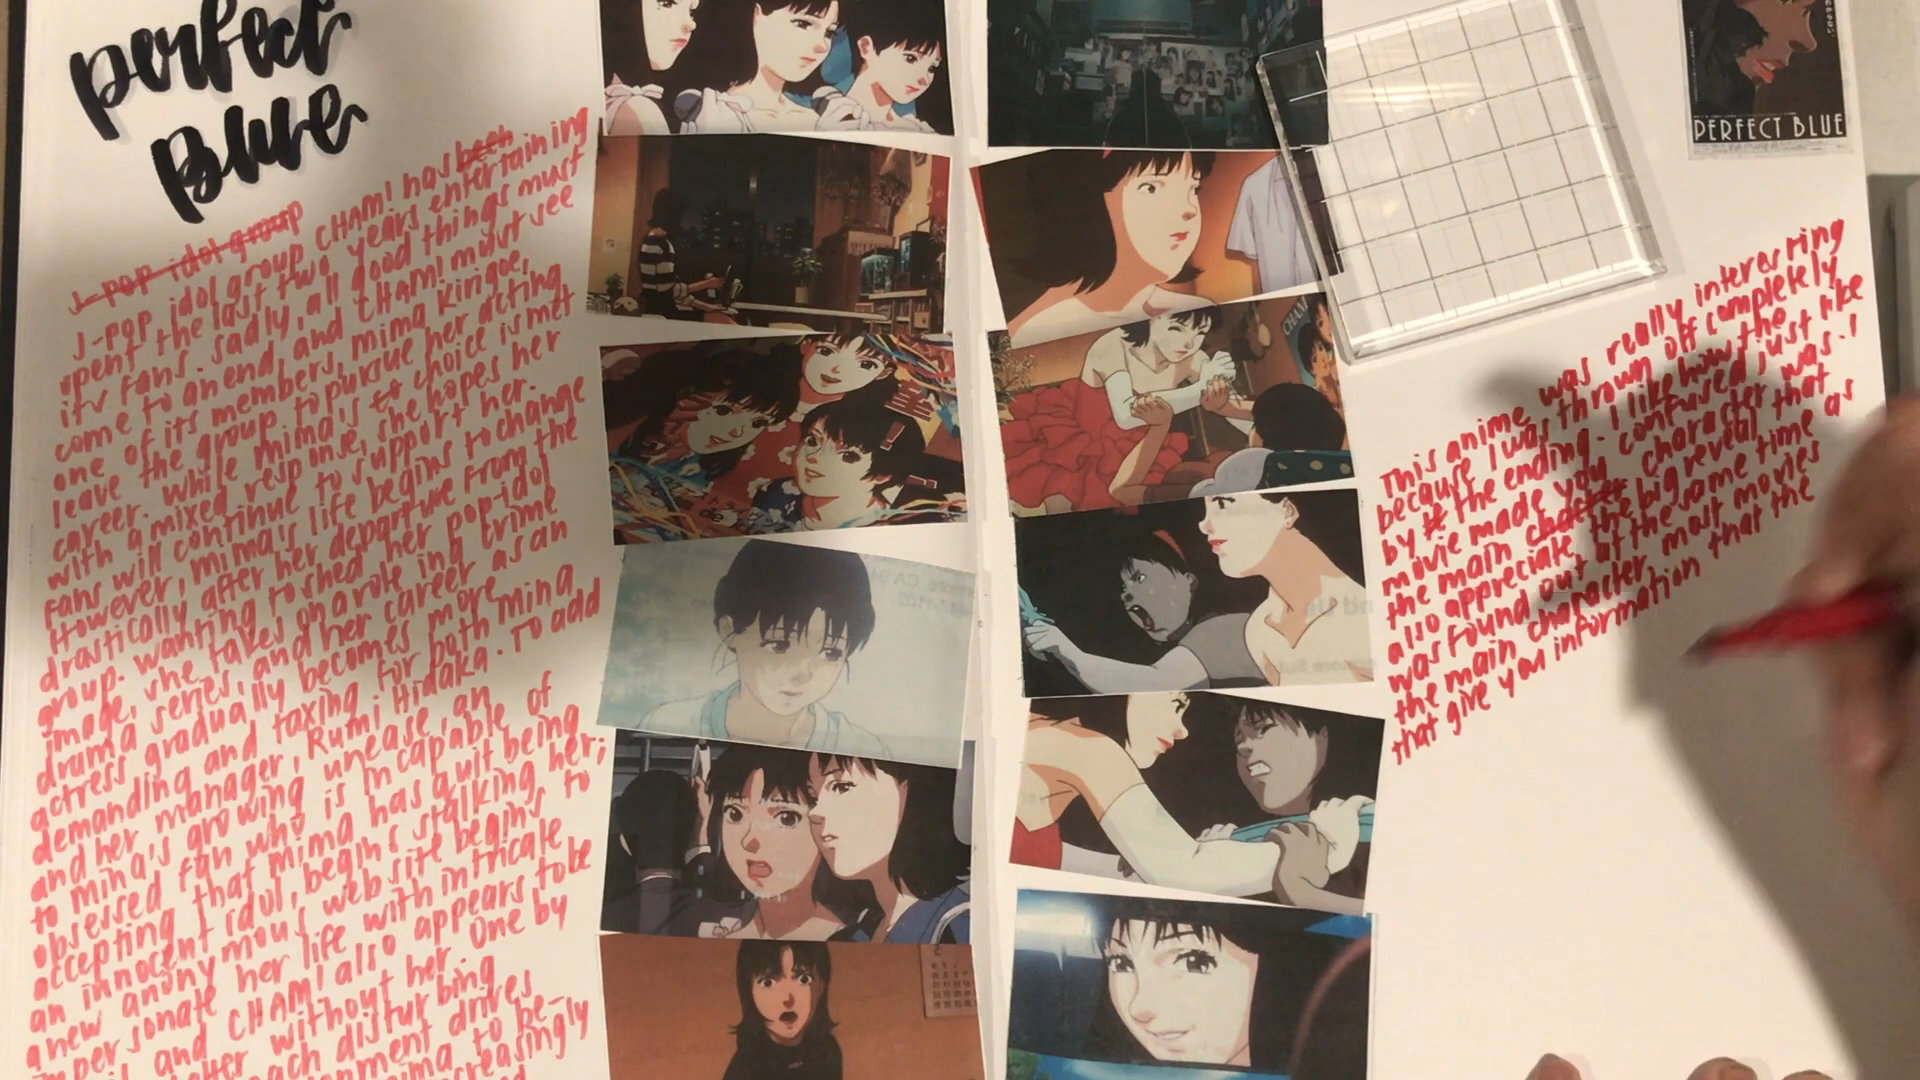 perfect
Blue
J-pop idol group
J-pop idol group CHAM! has been
spent the last two years entertaining
its fans. Sadly, all good things must
come to an end, and CHAM! must see
one of its members, mima kirigoe,
leave the group to pursue her acting
career. While mima's choice is met
with a mixed response, she hopes her
fans will continue to support her.
However, mima's life begins to change
drastically after her departure from the
group. wanting to shed her pop-idol
image, she takes on a role in a crime
drama series, and her career as an
actress gradually becomes more
demanding and taxing for both Mina
and her manager, Rumi Hidaka. To add
to mina's growing unease, an
obsessed fan who is incapable of
accepting that mima has quit being
an innocent idol, begins stalking her;
a new anonymous website begins to
impersonate her life with intricate
and CHAM! also appears to be
better without her. One by
each disturbing
drives
mima to be-
increasingly
PERFECT BLUE
This anime was really interesting
because I was thrown off completely
by the ending. I like how the
movie made you confused, just like
the main character was. I
also appreciate the big reveal that
was found out at the same time as
the main character. most movies
that give you information that the
CHAM